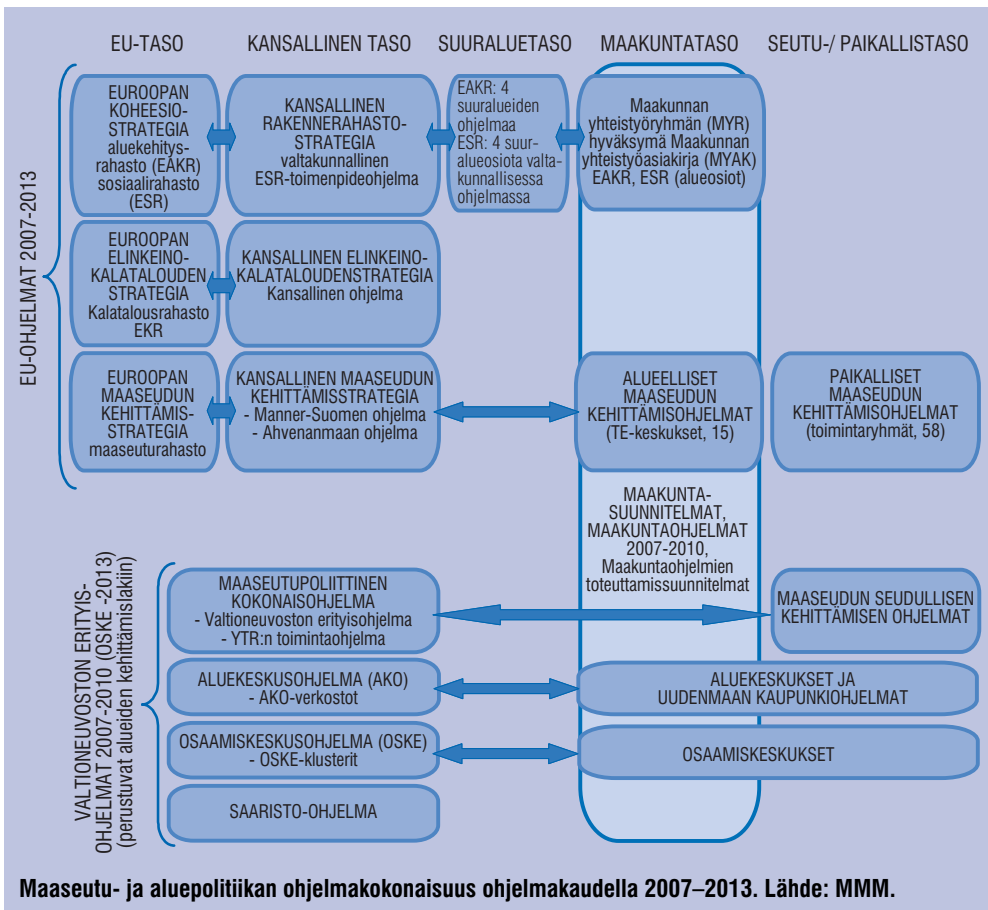 EU-TASO
KANSALLINEN TASO
SUURALUETASO
MAAKUNTATASO
SEUTU-/ PAIKALLISTASO
EU-OHJELMAT 2007-2013
EUROOPAN
KOHEESIO-
STRATEGIA
aluekehitys-
rahasto (EAKR)
sosiaalirahasto
(ESR)
KANSALLINEN
RAKENNERAHASTO-
STRATEGIA
valtakunnallinen
ESR-toimenpideohjelma
EAKR: 4
suuralueiden
ohjelmaa
ESR: 4 suur-
alueosiota valta-
kunnallisessa
ohjelmassa
Maakunnan
yhteistyöryhmän (MYR)
hyväksymä Maakunnan
yhteistyöasiakirja (MYAK)
EAKR, ESR (alueosiot)
EUROOPAN
ELINKEINO-
KALATALOUDEN
STRATEGIA
Kalatalousrahasto
EKR
KANSALLINEN ELINKEINO-
KALATALOUDENSTRATEGIA
Kansallinen ohjelma
EUROOPAN
MAASEUDUN
KEHITTÄMIS-
STRATEGIA
maaseuturahasto
KANSALLINEN MAASEUDUN
KEHITTÄMISSTRATEGIA
- Manner-Suomen ohjelma
- Ahvenanmaan ohjelma
ALUEELLISET
MAASEUDUN
KEHITTÄMISOHJELMAT
(TE-keskukset, 15)
PAIKALLISET
MAASEUDUN
KEHITTÄMISOHJELMAT
(toimintaryhmät, 58)
MAAKUNTA-
SUUNNITELMAT,
MAAKUNTAOHJELMAT
2007-2010,
Maakuntaohjelmien
toteuttamissuunnitelmat
VALTIONEUVOSTON ERITYIS-
OHJELMAT 2007-2010 (OSKE -2013)
(perustuvat alueiden kehittämislakiin)
MAASEUTUPOLIITTINEN
KOKONAISOHJELMA
- Valtioneuvoston erityisohjelma
- YTR:n toimintaohjelma
MAASEUDUN SEUDULLISEN
KEHITTÄMISEN OHJELMAT
ALUEKESKUSOHJELMA (AKO)
- AKO-verkostot
ALUEKESKUKSET JA
UUDENMAAN KAUPUNKIOHJELMAT
OSAAMISKESKUSOHJELMA (OSKE)
- OSKE-klusterit
OSAAMISKESKUKSET
SAARISTO-OHJELMA
Maaseutu- ja aluepolitiikan ohjelmakokonaisuus ohjelmakaudella 2007–2013. Lähde: MMM.